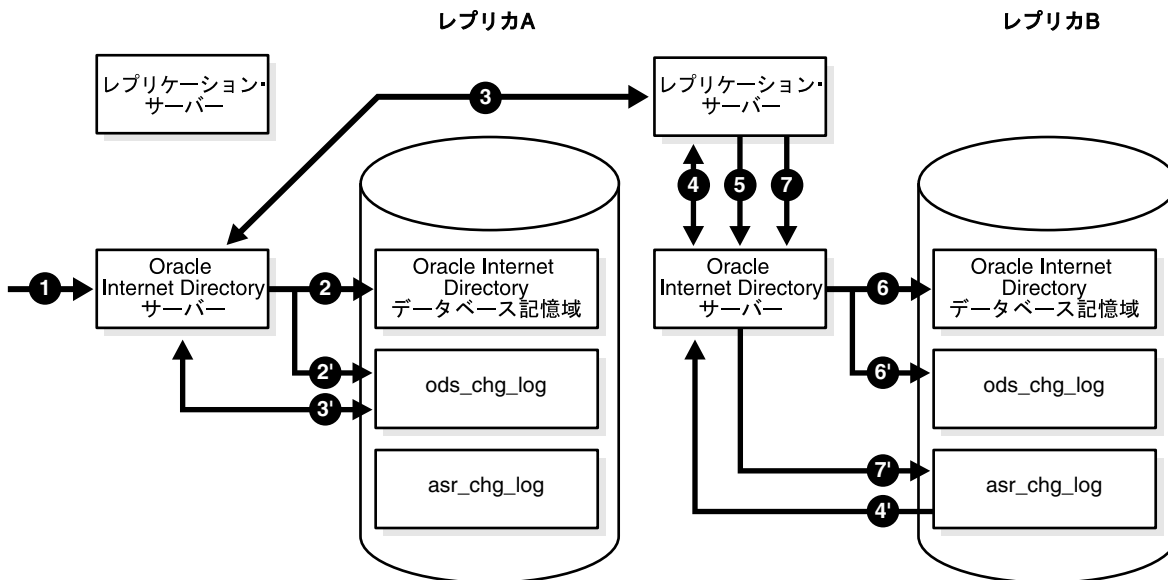 レプリカA
レプリカB
レプリケーション・
サーバー
3
レプリケーション・
サーバー
4
5
7
1
Oracle
Internet Directory
サーバー
2
Oracle Internet
Directory
データベース記憶域
Oracle
Internet Directory
サーバー
6
Oracle Internet
Directory
データベース記憶域
2'
ods_chg_log
3'
6'
ods_chg_log
asr_chg_log
7'
asr_chg_log
4'